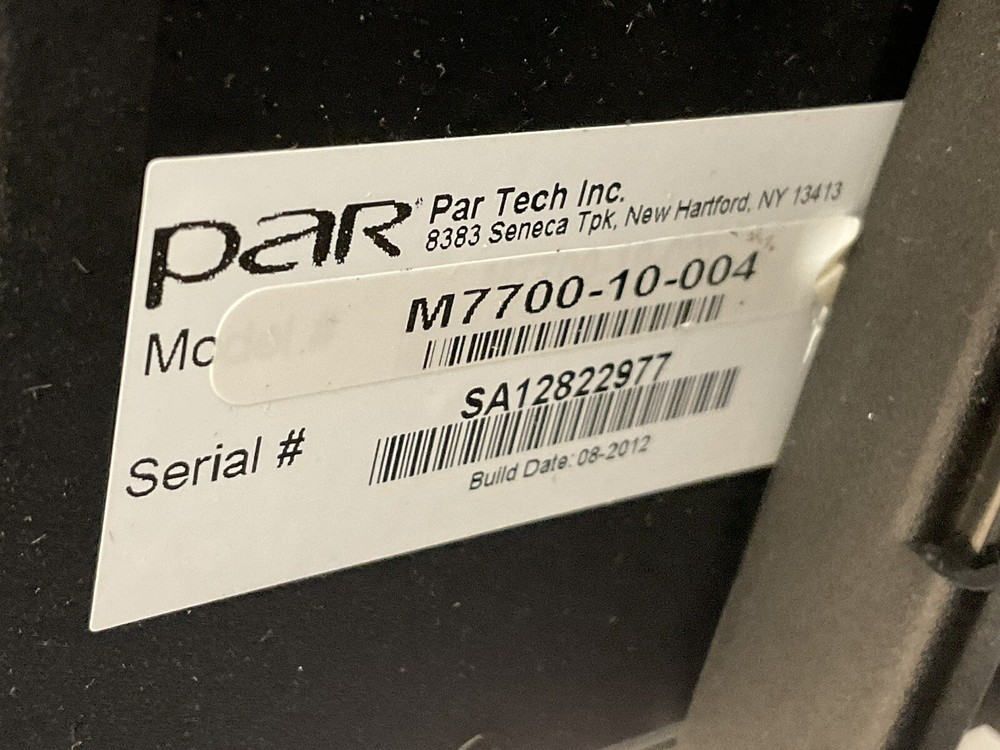 par® Par Tech Inc.
8383 Seneca Tpk, New Hartford, NY 13413
M7700-10-004
Mo
SA12822977
Serial #
Build Date: 08-2012